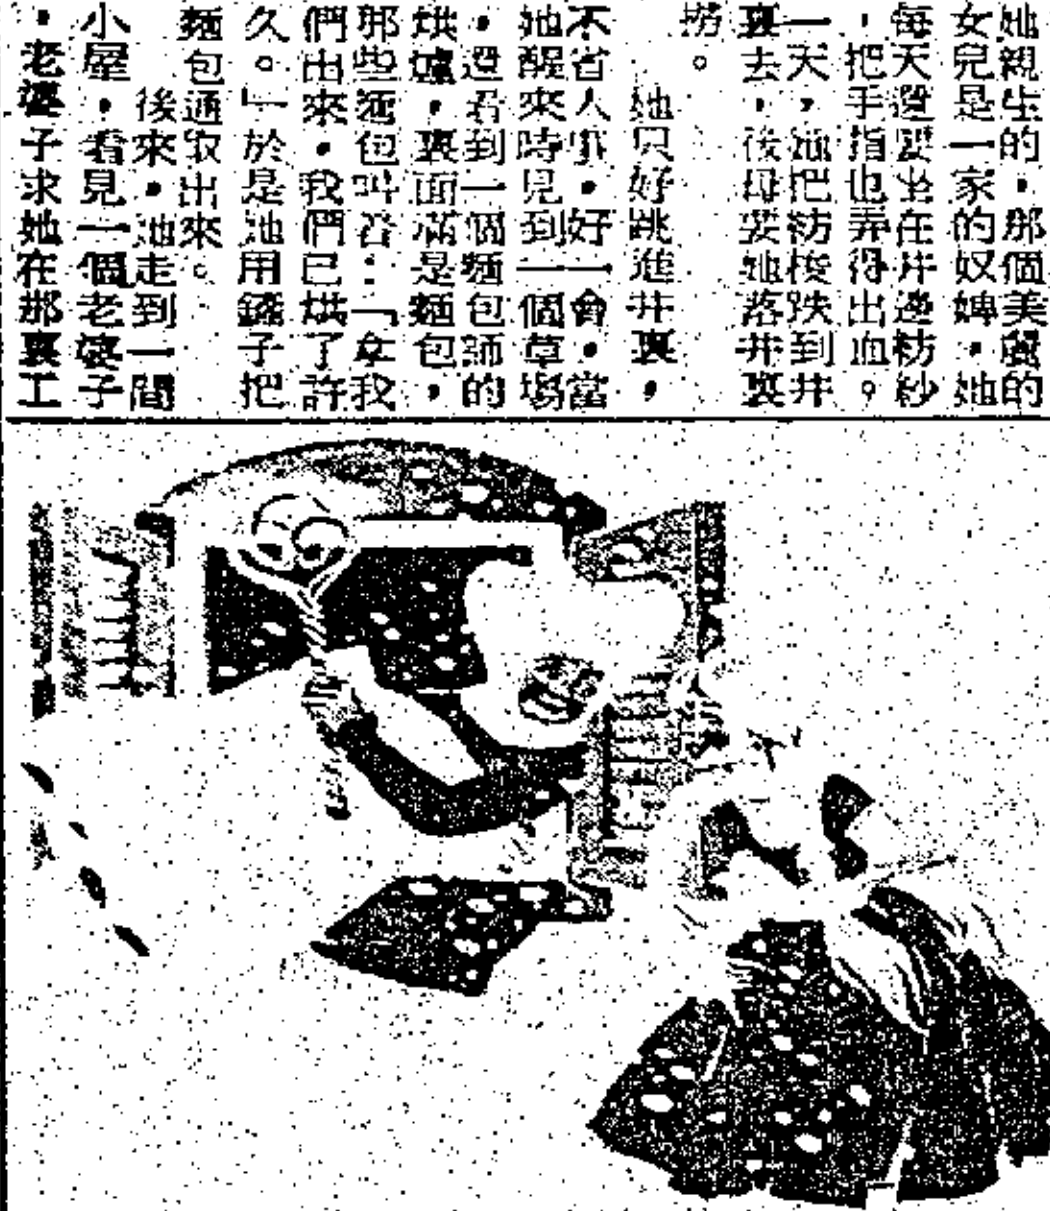 她親生的，那個美麗的
女兒是一家的奴婢，她
每天還要坐在井邊紡紗
，把手指也弄得出血。
一天，她把紡梭跌到井
裏去，後母要她落井裏
撈。
她只好跳進井裏，
不省人事，好一會，當
她醒來時見到一個草場
，還看到一個麵包師的
烘爐，裏面滿是麵包，
那些麵包叫着：「拿我
們出來，我們已烘了許
久。」於是她用鏟子把
麵包通取出來。
後來，她走到一間
小屋，看見一個老婆子
，老婆子求她在那裏工